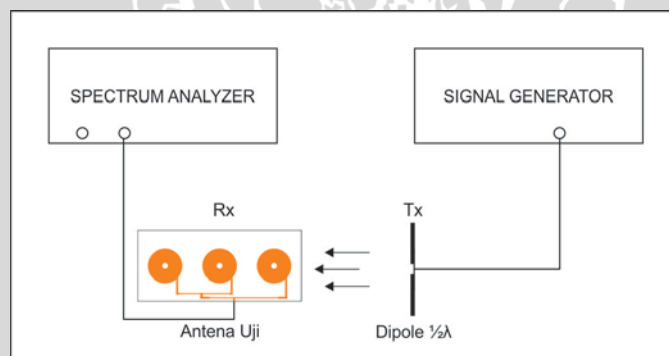 SPECTRUM ANALYZER
SIGNAL GENERATOR
Rx
Tx
Antena Uji
Dipole ½λ